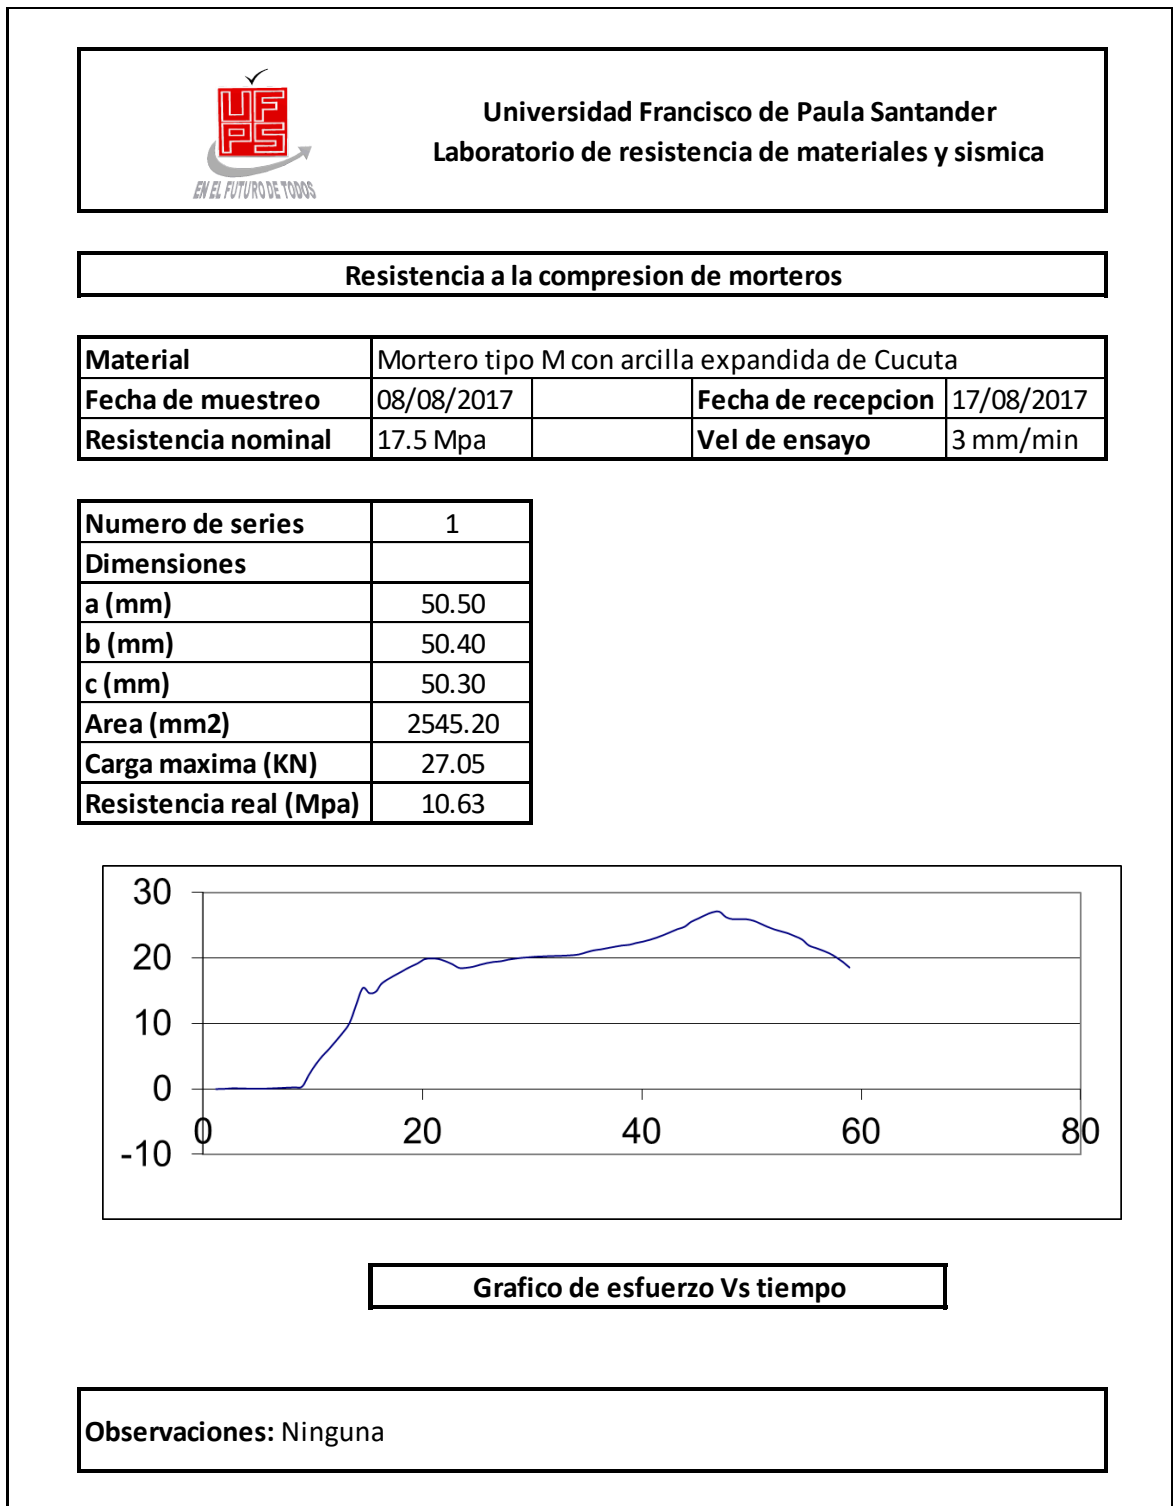 UF
PS
EN EL FUTURO DE TODOS
Universidad Francisco de Paula Santander
Laboratorio de resistencia de materiales y sismica
Resistencia a la compresion de morteros
Material Mortero tipo M con arcilla expandida de Cucuta
Fecha de muestreo 08/08/2017 Fecha de recepcion 17/08/2017
Resistencia nominal 17.5 Mpa Vel de ensayo 3 mm/min
Numero de series 1
Dimensiones
a (mm) 50.50
b (mm) 50.40
c (mm) 50.30
Area (mm2) 2545.20
Carga maxima (KN) 27.05
Resistencia real (Mpa) 10.63
30
20
10
0
-10
0 20 40 60 80
Grafico de esfuerzo Vs tiempo
Observaciones: Ninguna